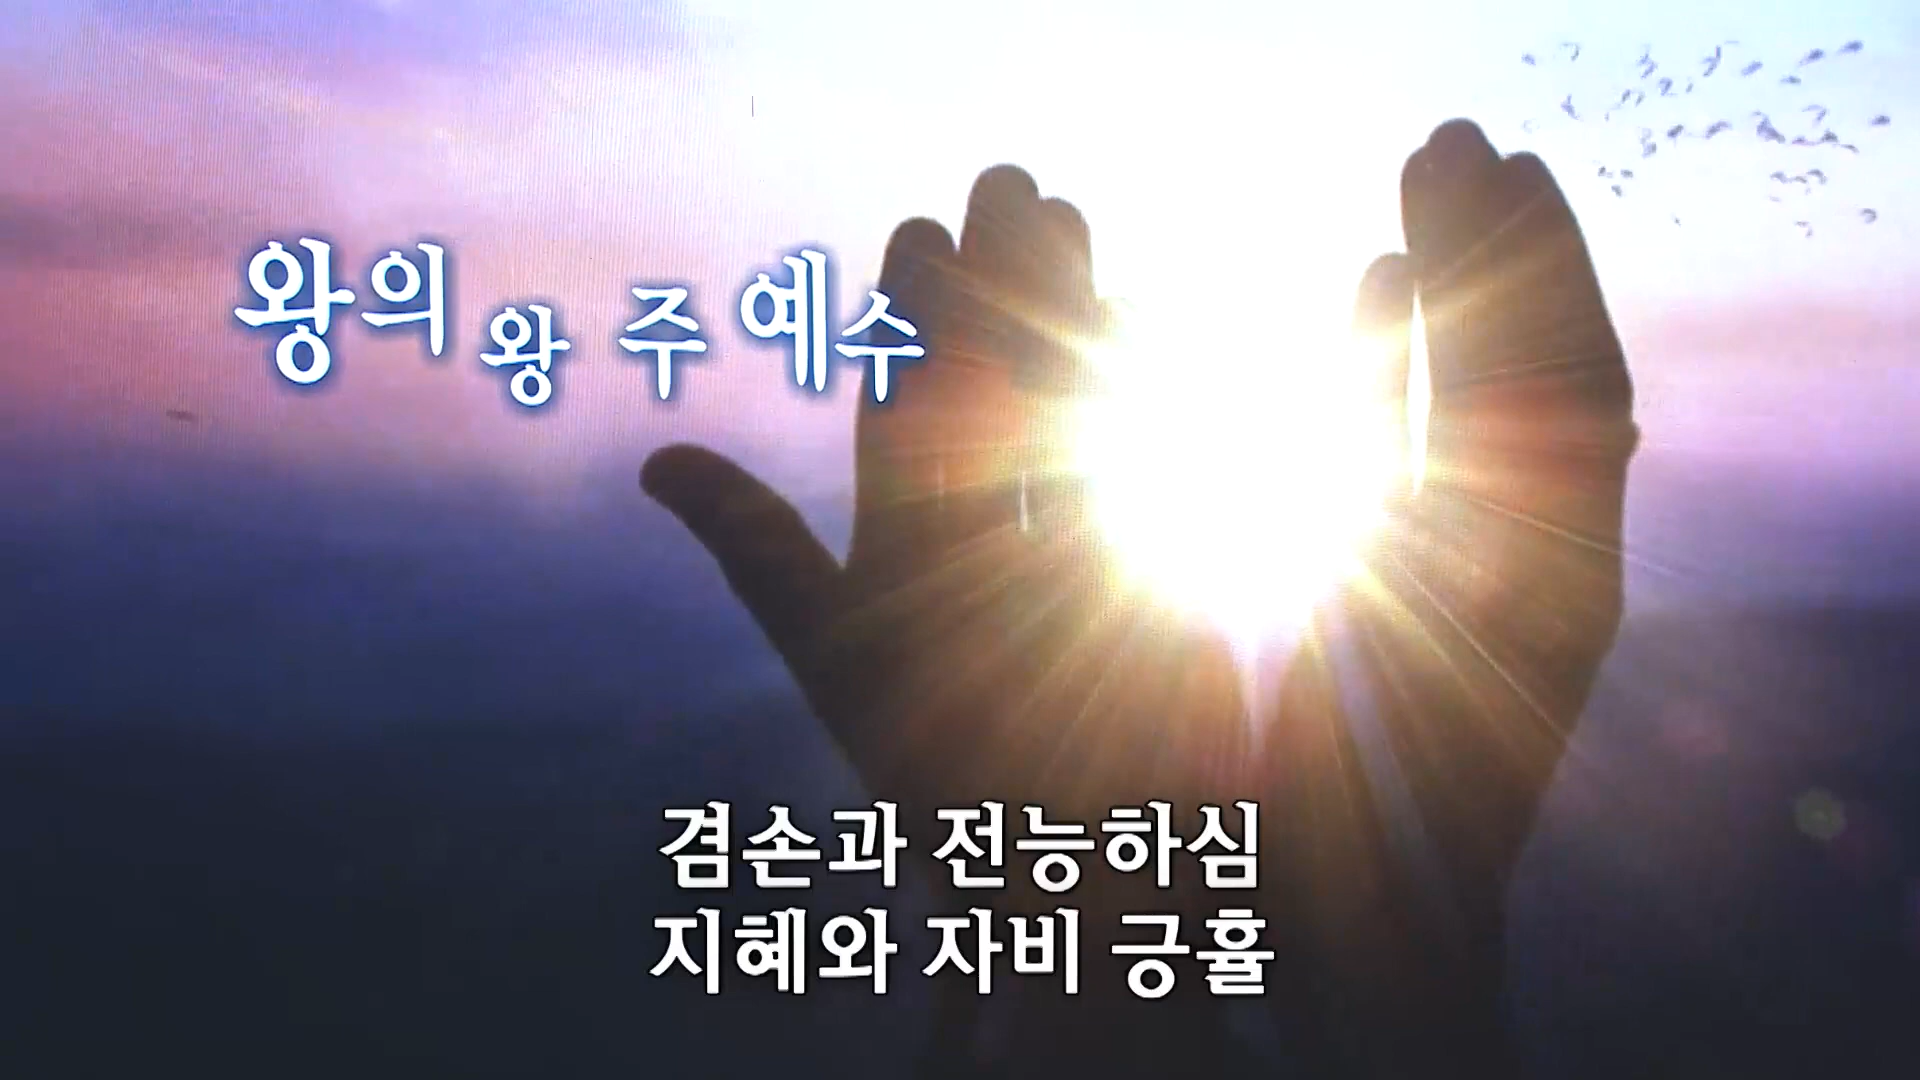 왕의 왕 주 예수
겸손과 전능하심
지혜와 자비 긍휼